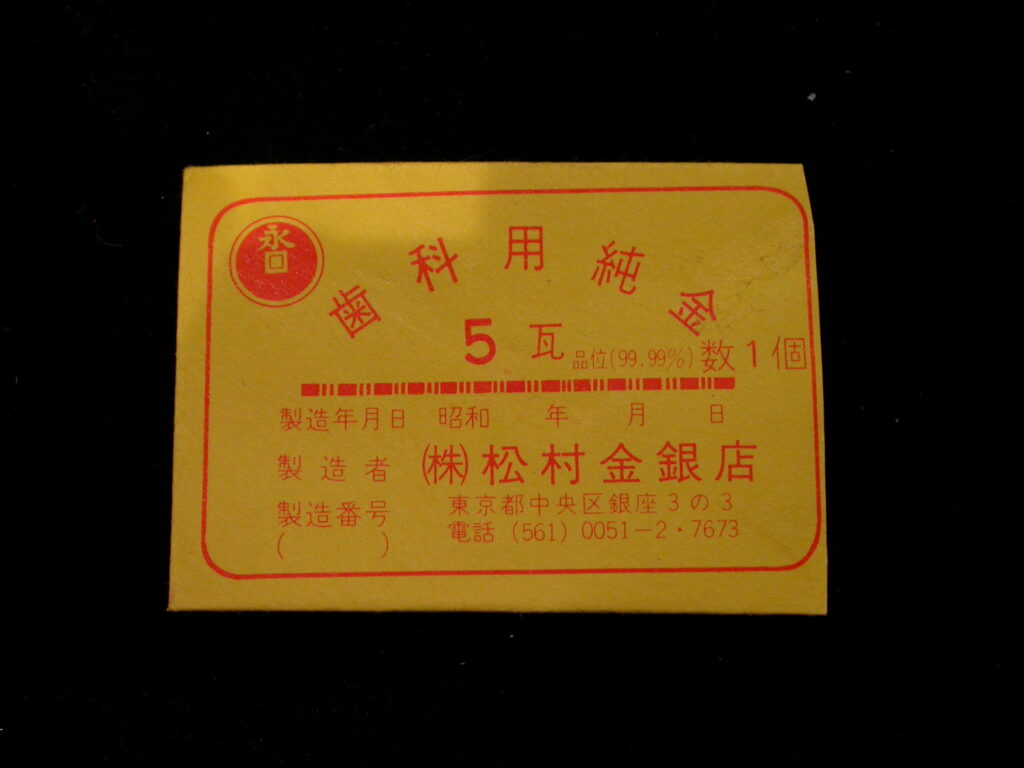 永
歯科用純金
5 瓦 品位(99.99%) 数1個
製造年月日 昭和 年 月 日
製造者 ㈱松村金銀店
製造番号 東京都中央区銀座3の3
( ) 電話 (561) 0051−2・7673